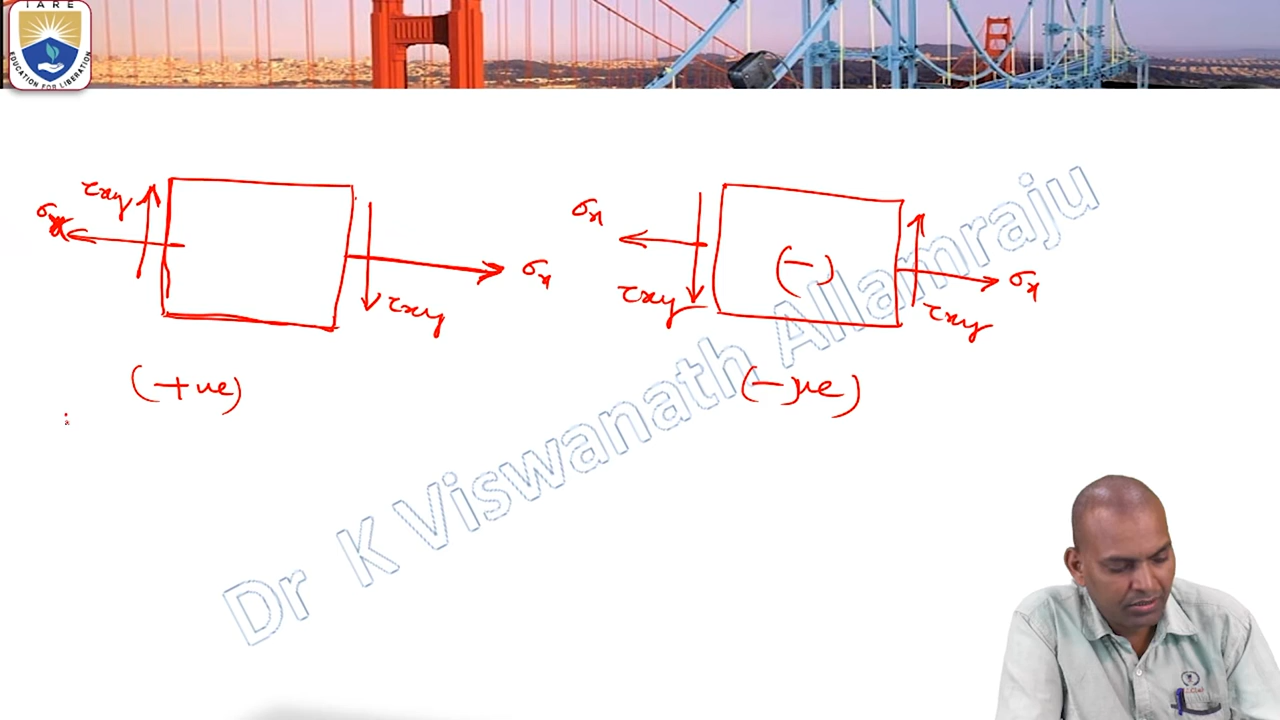 IARE
EDUCATION FOR LIBERATION
τxy
σx
σx
τxy
(+ve)
σx
τxy
(-)
σx
τxy
(-)ve)
Dr K Viswanath Allamraju